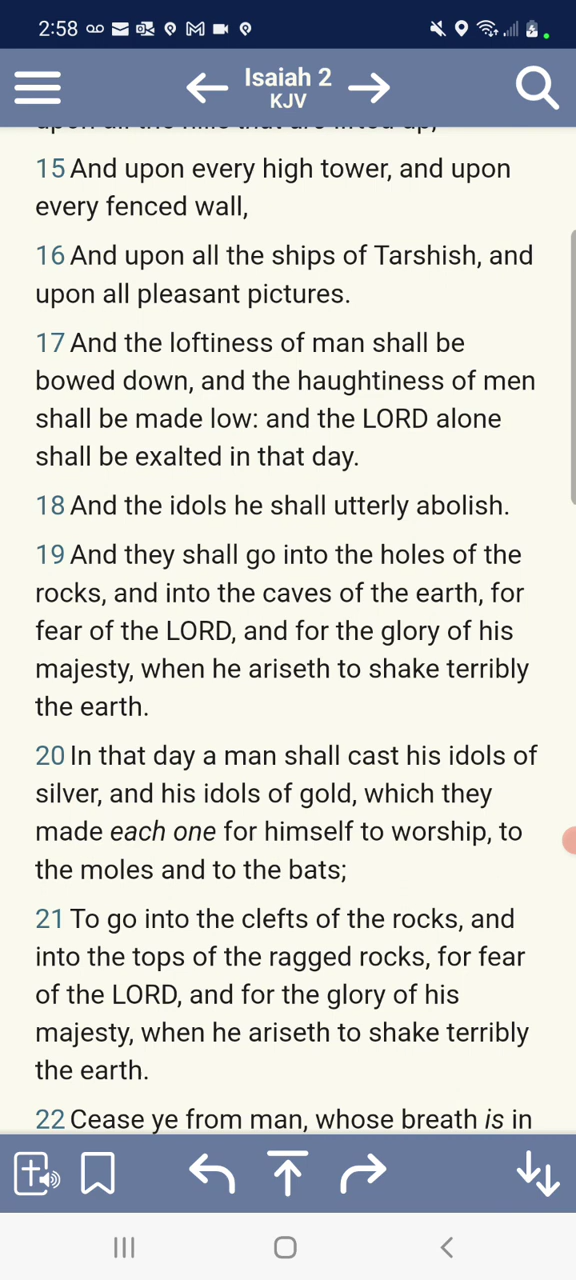 2:58
Isaiah 2
KJV
upon all the hills that are lifted up,
15 And upon every high tower, and upon
every fenced wall,
16 And upon all the ships of Tarshish, and
upon all pleasant pictures.
17 And the loftiness of man shall be
bowed down, and the haughtiness of men
shall be made low: and the LORD alone
shall be exalted in that day.
18 And the idols he shall utterly abolish.
19 And they shall go into the holes of the
rocks, and into the caves of the earth, for
fear of the LORD, and for the glory of his
majesty, when he ariseth to shake terribly
the earth.
20 In that day a man shall cast his idols of
silver, and his idols of gold, which they
made each one for himself to worship, to
the moles and to the bats;
21 To go into the clefts of the rocks, and
into the tops of the ragged rocks, for fear
of the LORD, and for the glory of his
majesty, when he ariseth to shake terribly
the earth.
22 Cease ye from man, whose breath is in